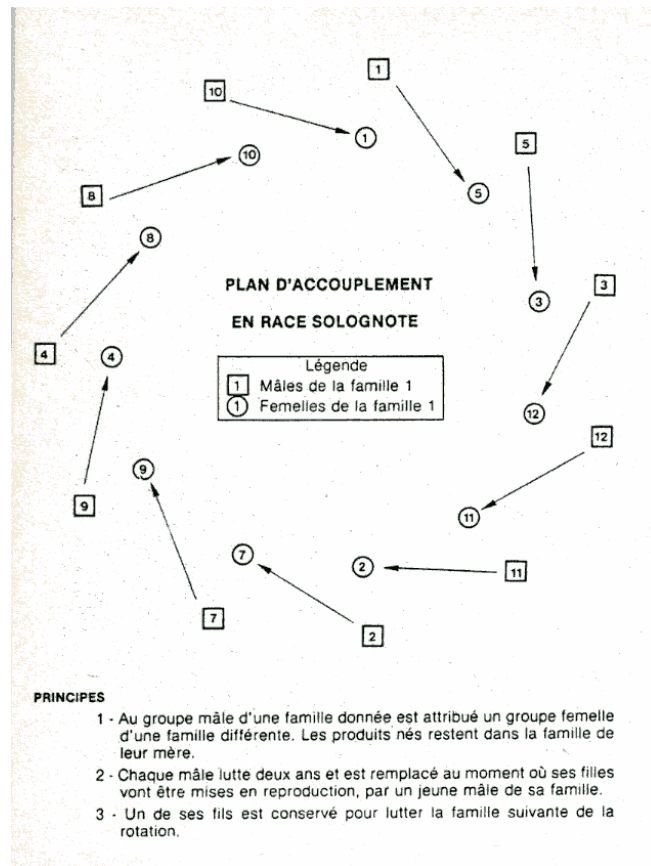 1
10
1
5
10
5
8
8
PLAN D'ACCOUPLEMENT
3
3
EN RACE SOLOGNOTE
4
4
Légende
1 Mâles de la famille 1
1 Femelles de la famille 1
12
12
9
9
11
7
2
11
7
2
PRINCIPES
1 - Au groupe mâle d'une famille donnée est attribué un groupe femelle
d'une famille différente. Les produits nés restent dans la famille de
leur mère.
2 - Chaque mâle lutte deux ans et est remplacé au moment où ses filles
vont être mises en reproduction, par un jeune mâle de sa famille.
3 - Un de ses fils est conservé pour lutter la famille suivante de la
rotation.